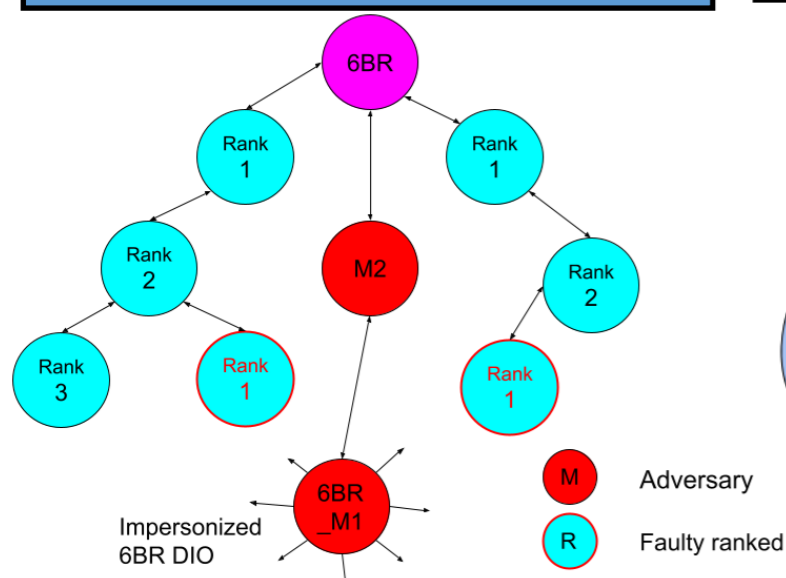 6BR
Rank
1
Rank
1
Rank
2
M2
Rank
2
Rank
3
Rank
1
Rank
1
6BR
_M1
Impersonized
6BR DIO
M Adversary
R Faulty ranked